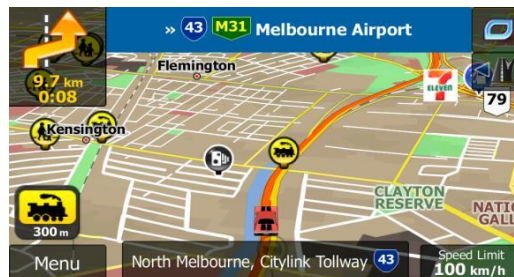 » 43 M31 Melbourne Airport
9.7 km
0:08
Flemington
ELEVEN
79
Kensington
CLAYTON
RESERVE
NATIO
GALL
300 m
Menu
North Melbourne, Citylink Tollway 43
Speed Limit
100 km/h